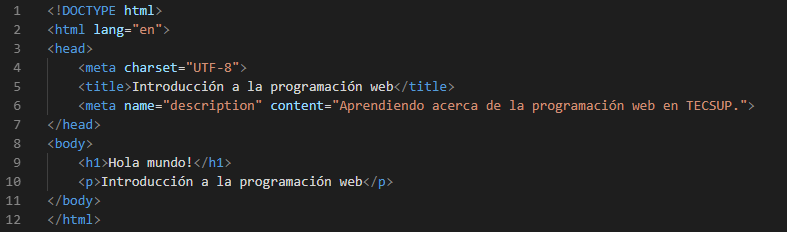 1 <!DOCTYPE html>
2 <html lang="en">
3 <head>
4     <meta charset="UTF-8">
5     <title>Introducción a la programación web</title>
6     <meta name="description" content="Aprendiendo acerca de la programación web en TECSUP.">
7 </head>
8 <body>
9     <h1>Hola mundo!</h1>
10     <p>Introducción a la programación web</p>
11 </body>
12 </html>